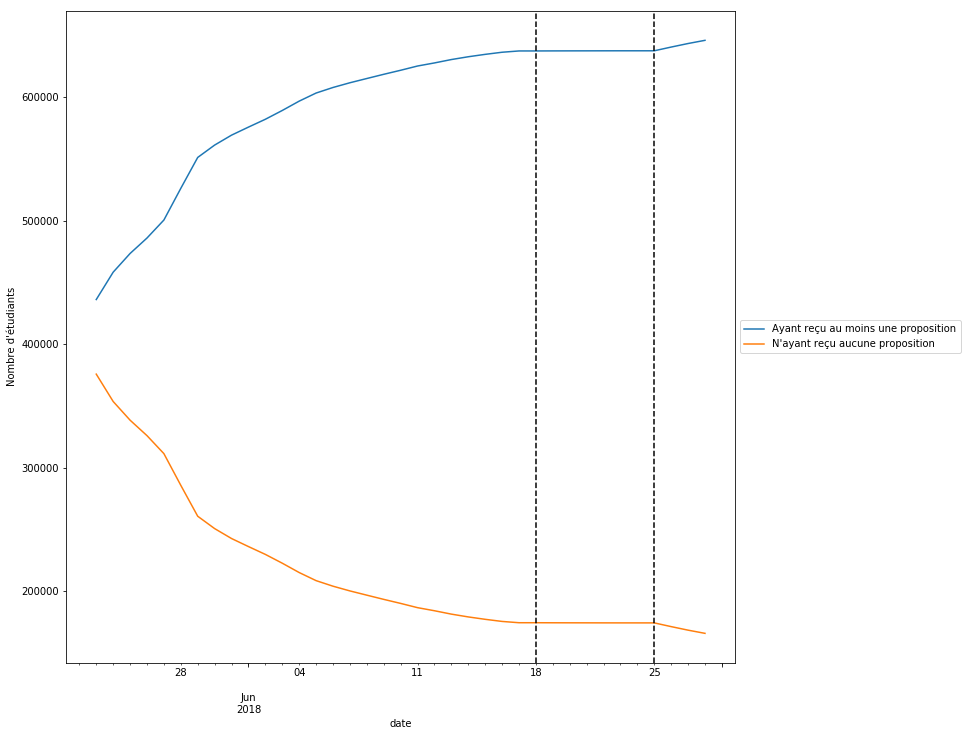 600000
500000
400000
300000
200000
Nombre d'étudiants
28
04
11
18
25
Jun
2018
date
Ayant reçu au moins une proposition
N'ayant reçu aucune proposition